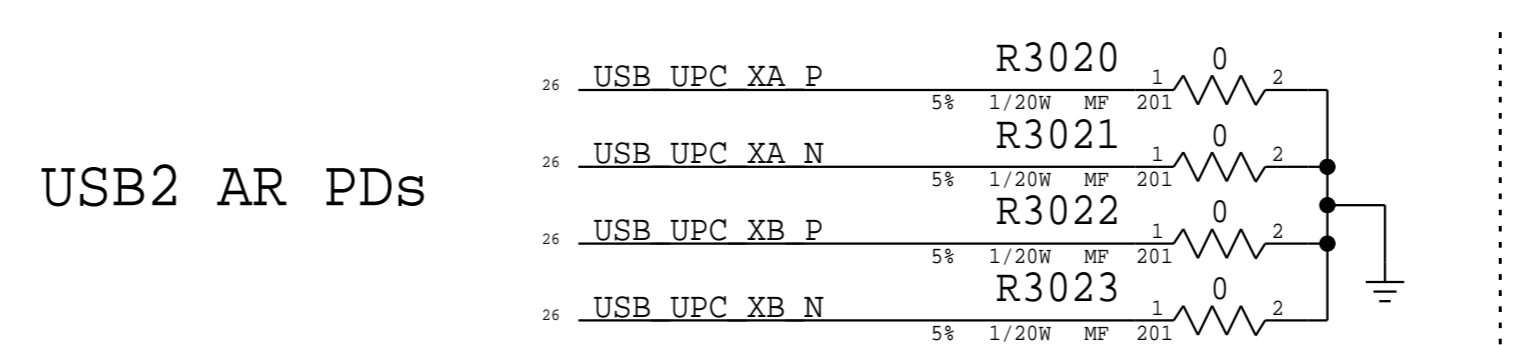 R3020 0
26 USB_UPC_XA_P 1 2
5% 1/20W MF 201
R3021 0
26 USB_UPC_XA_N 1 2
5% 1/20W MF 201
USB2 AR PDs
R3022 0
26 USB_UPC_XB_P 1 2
5% 1/20W MF 201
R3023 0
26 USB_UPC_XB_N 1 2
5% 1/20W MF 201